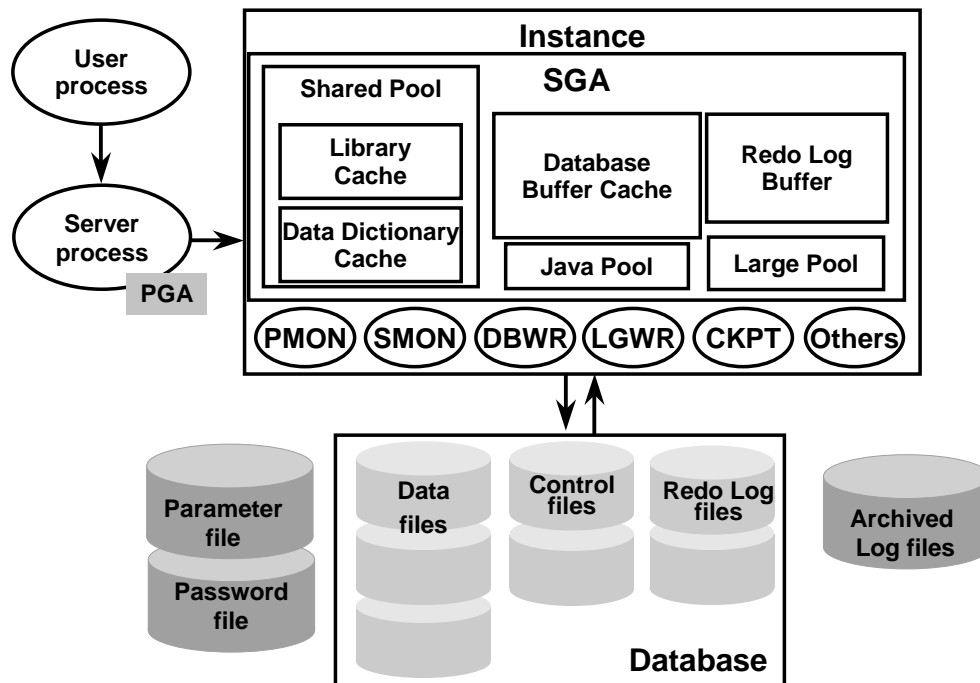 User
process
Server
process
PGA
Instance
SGA
Shared Pool
Library
Cache
Data Dictionary
Cache
Database
Buffer Cache
Redo Log
Buffer
Java Pool
Large Pool
PMON
SMON
DBWR
LGWR
CKPT
Others
Parameter
file
Password
file
Data
files
Control
files
Redo Log
files
Database
Archived
Log files